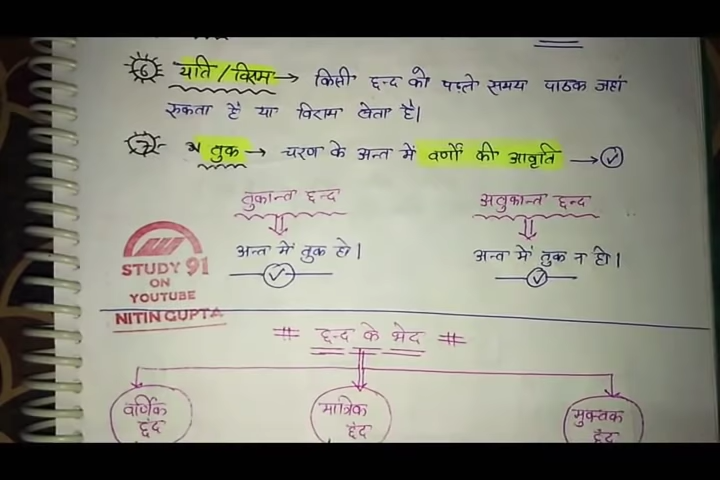 6 याति / विराम → किसी छन्द को पढ़ते समय पाठक जहां
रुकता है या विराम लेता है।
7 तुक → चरण के अन्त में वर्णों की आवृति →
तुकान्त छन्द
अतुकान्त छन्द
अन्त में तुक हो।
अन्त में तुक न हो।
STUDY 91
ON
YOUTUBE
NITIN GUPTA
# छन्द के भेद #
वर्णिक
छंद
मात्रिक
छंद
मुक्तक
छंद